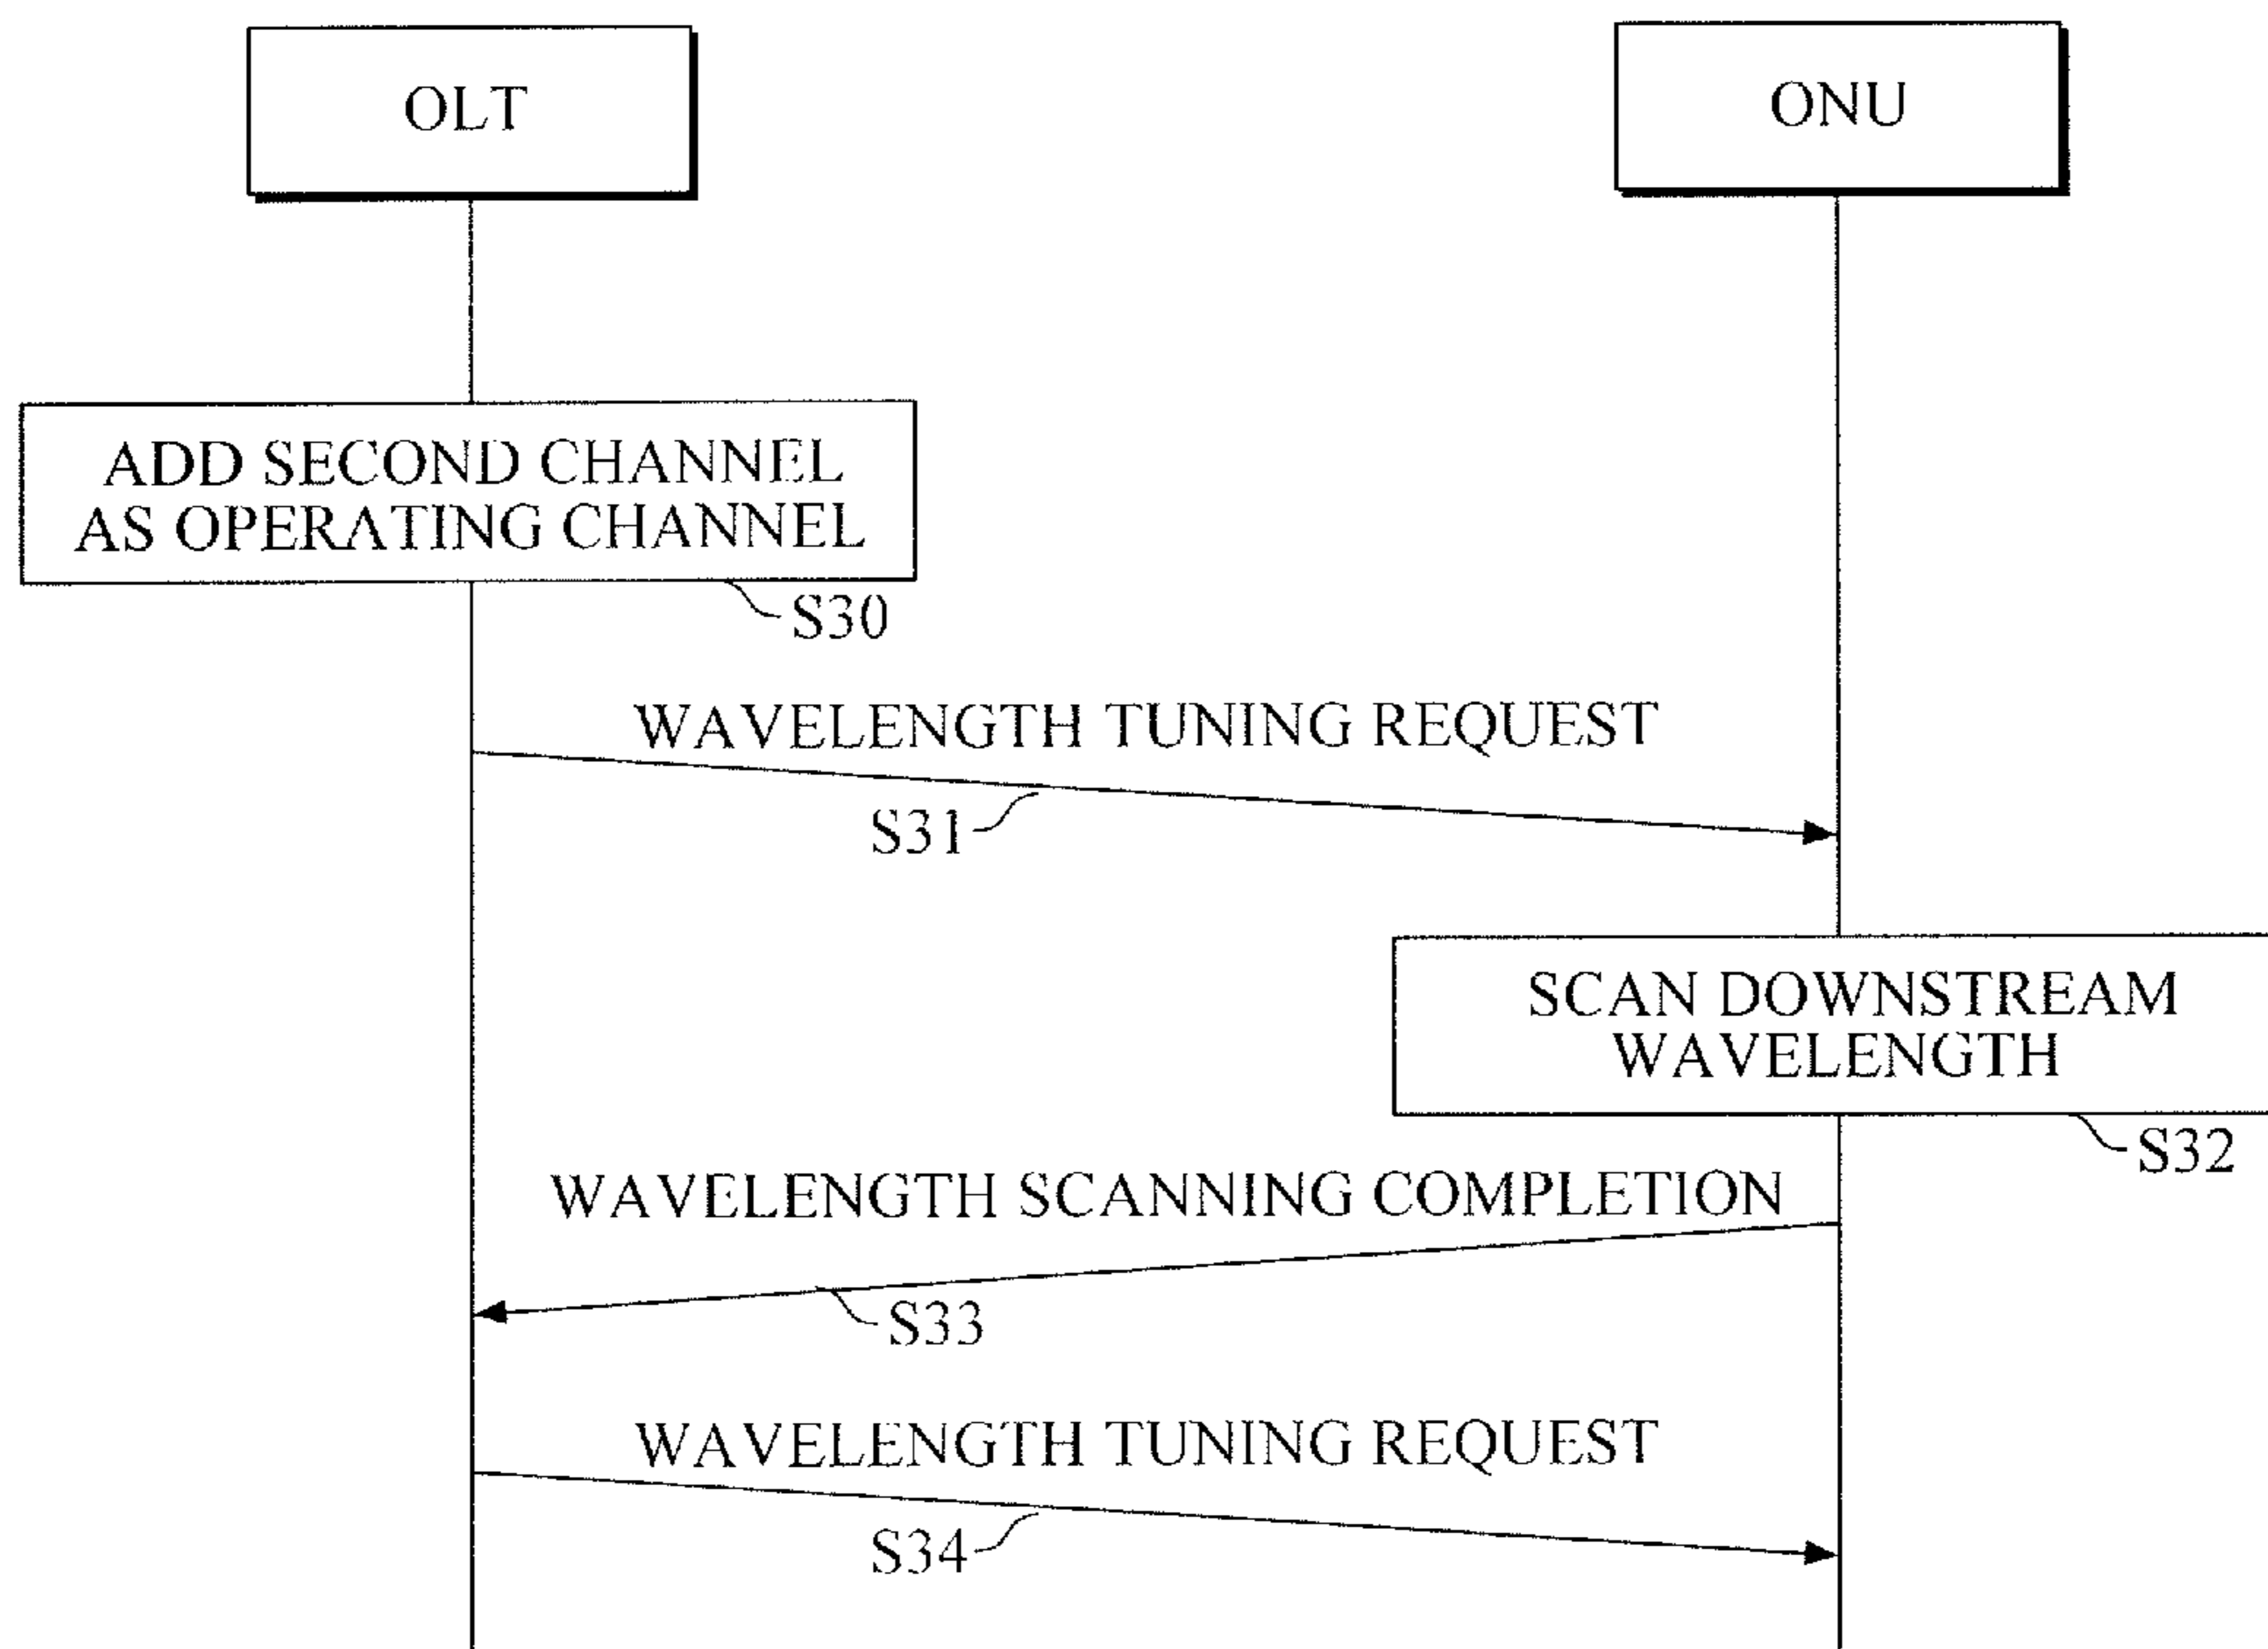 OLT
ONU
ADD SECOND CHANNEL
AS OPERATING CHANNEL
S30
WAVELENGTH TUNING REQUEST
S31
SCAN DOWNSTREAM
WAVELENGTH
S32
WAVELENGTH SCANNING COMPLETION
S33
WAVELENGTH TUNING REQUEST
S34